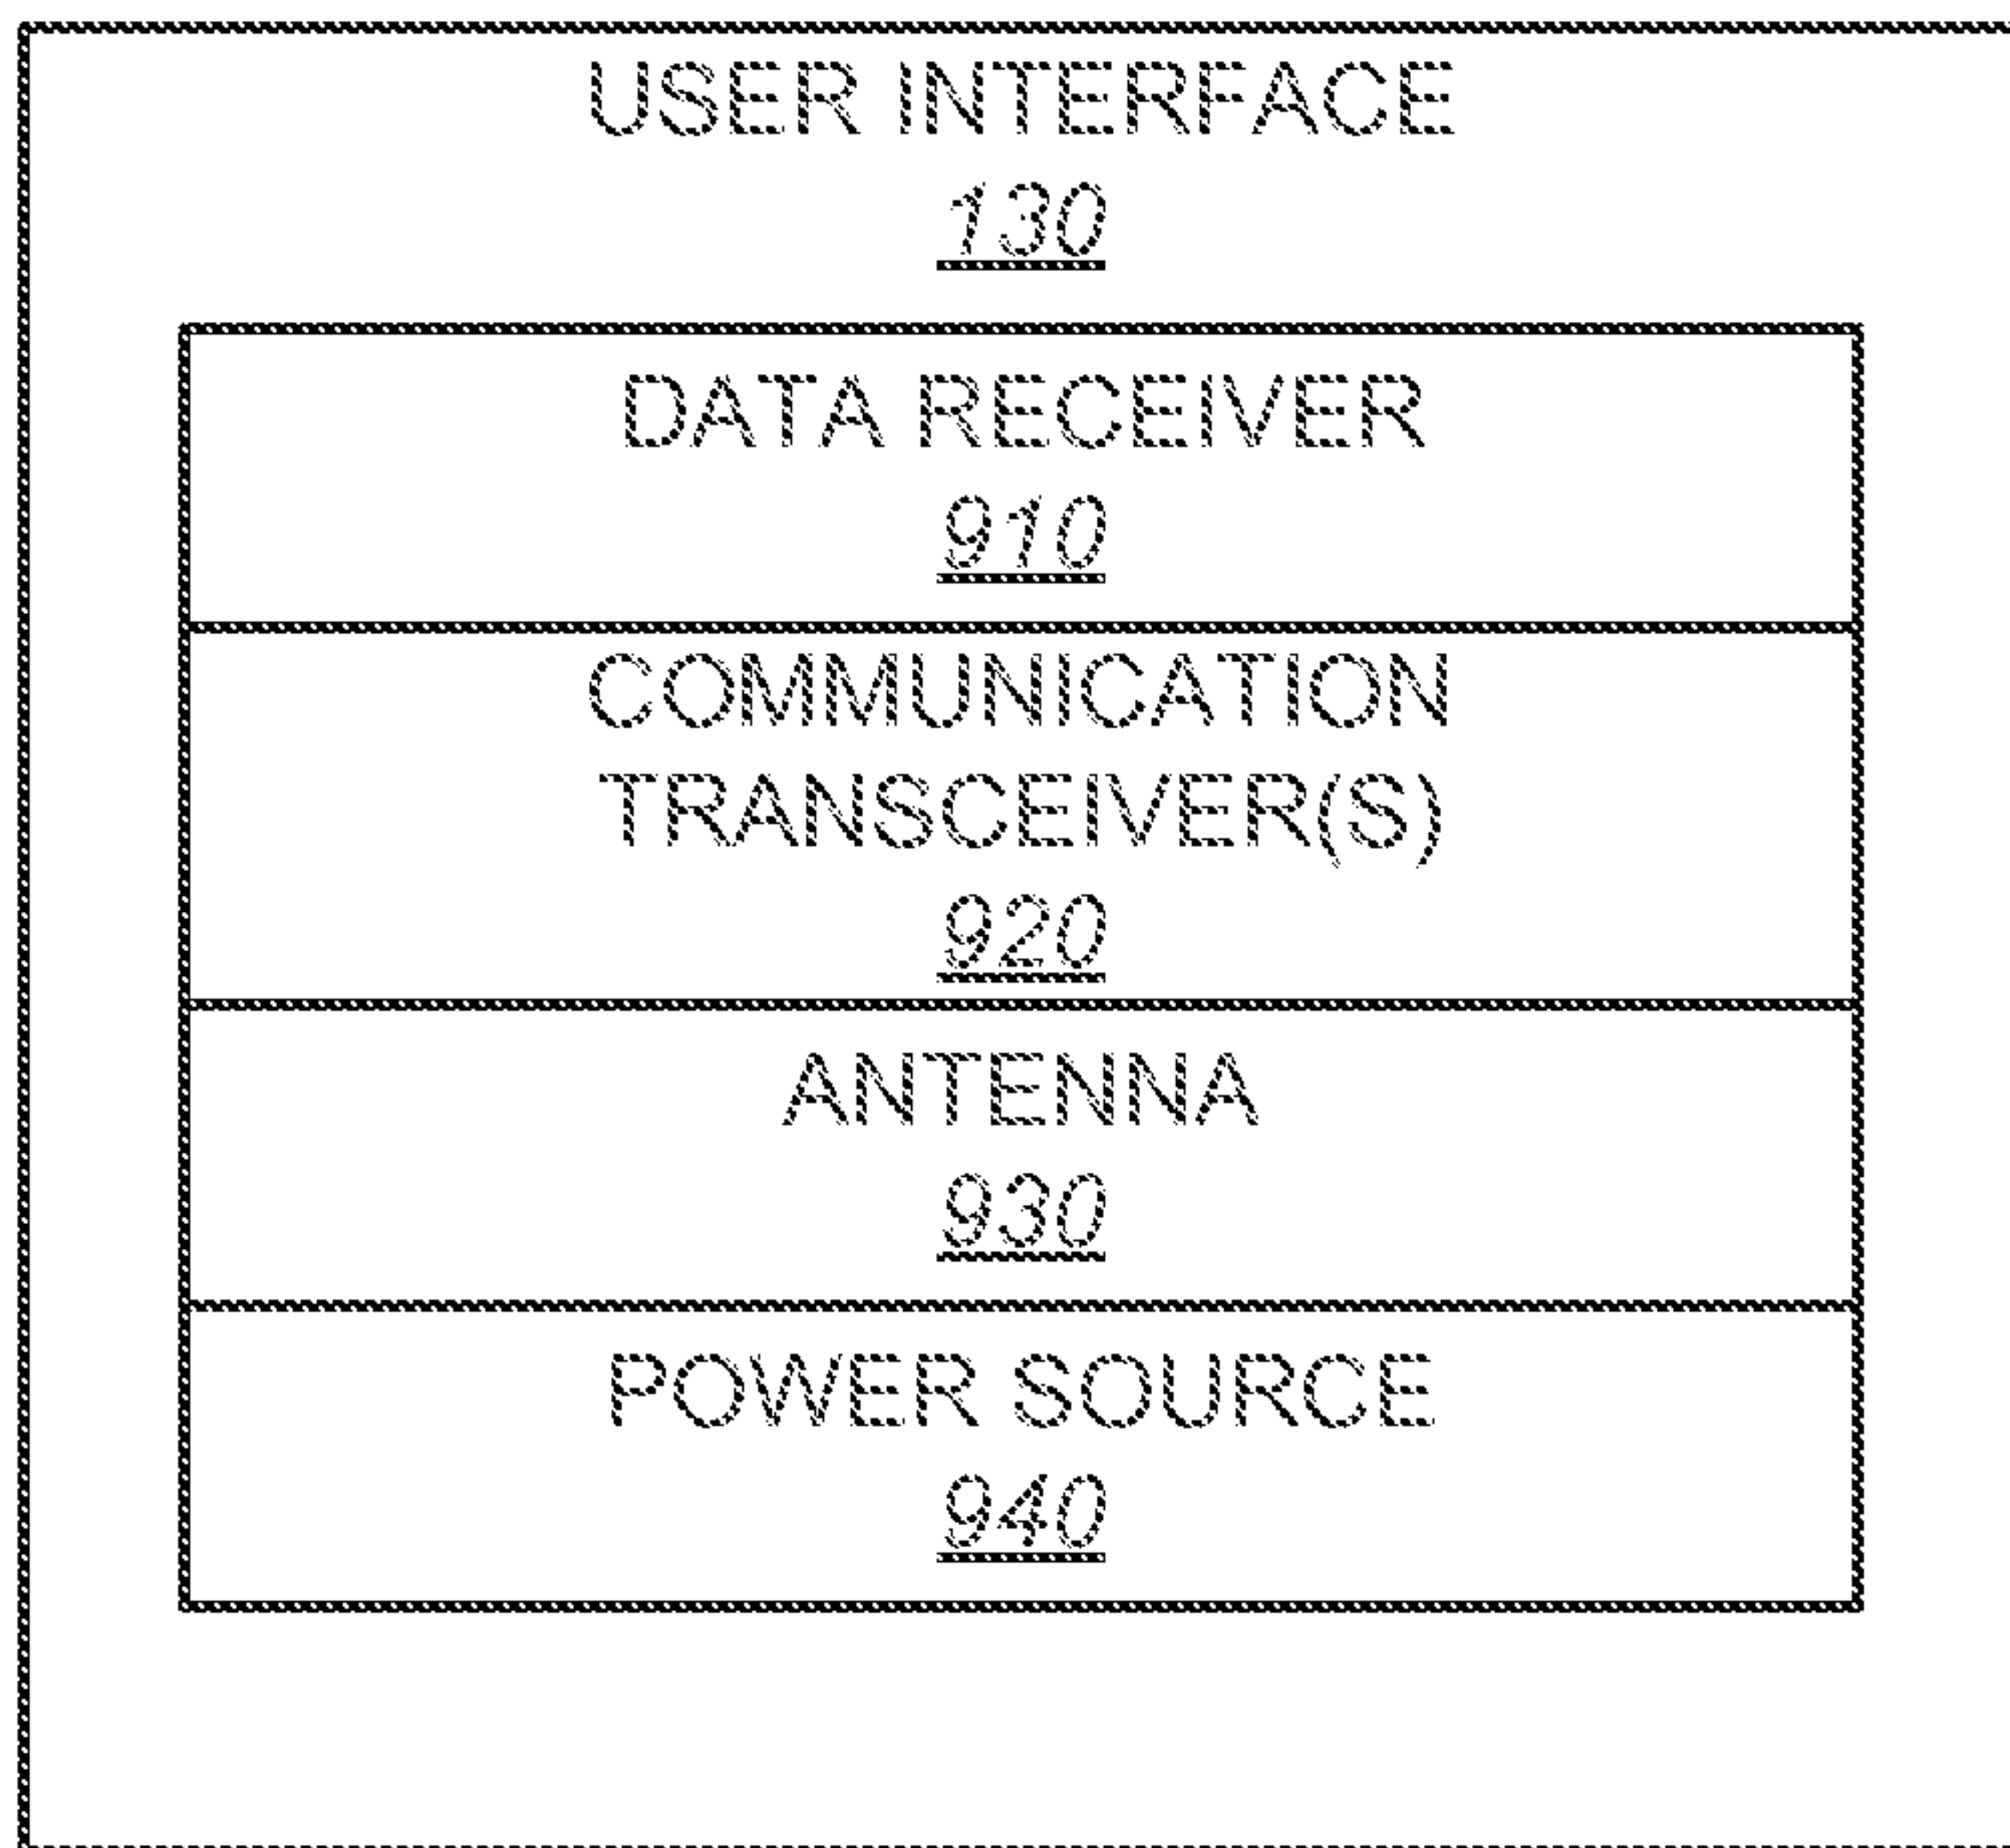 USER INTERFACE
130
DATA RECEIVER
910
COMMUNICATION
TRANSCEIVER(S)
920
ANTENNA
930
POWER SOURCE
940